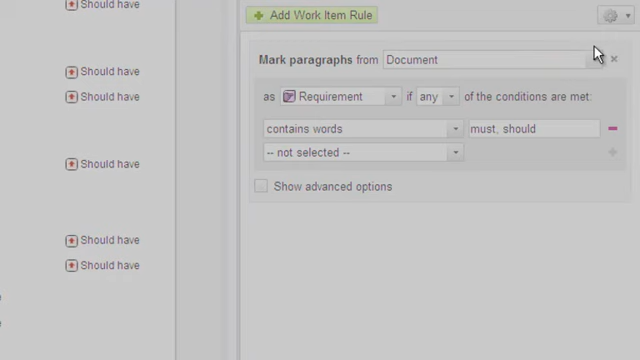 Should have
Add Work Item Rule
Mark paragraphs from Document
Should have
Should have
as Requirement if any of the conditions are met:
contains words must, should
-- not selected --
Should have
Show advanced options
Should have
Should have